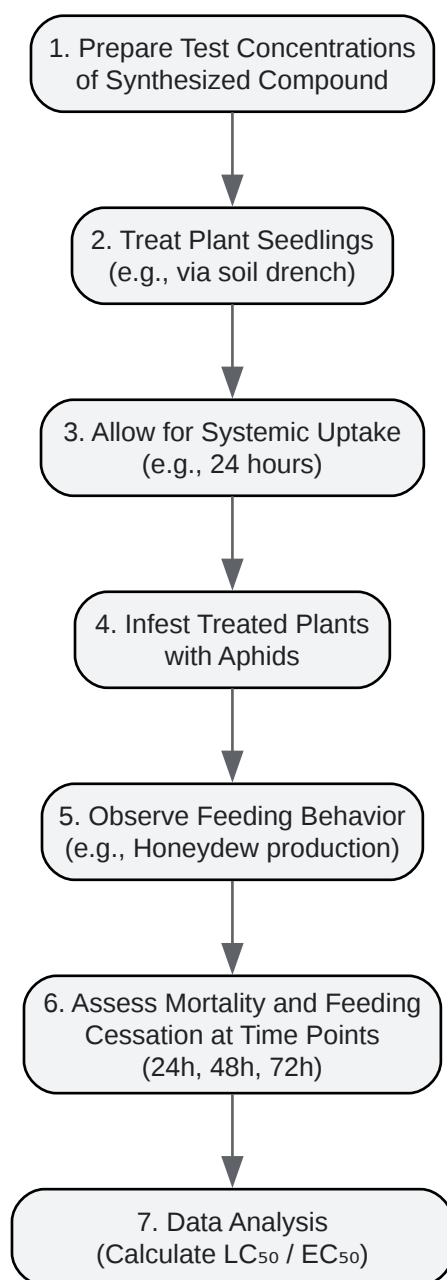 1. Prepare Test Concentrations
of Synthesized Compound
2. Treat Plant Seedlings
(e.g., via soil drench)
3. Allow for Systemic Uptake
(e.g., 24 hours)
4. Infest Treated Plants
with Aphids
5. Observe Feeding Behavior
(e.g., Honeydew production)
6. Assess Mortality and Feeding
Cessation at Time Points
(24h, 48h, 72h)
7. Data Analysis
(Calculate LC₅₀ / EC₅₀)